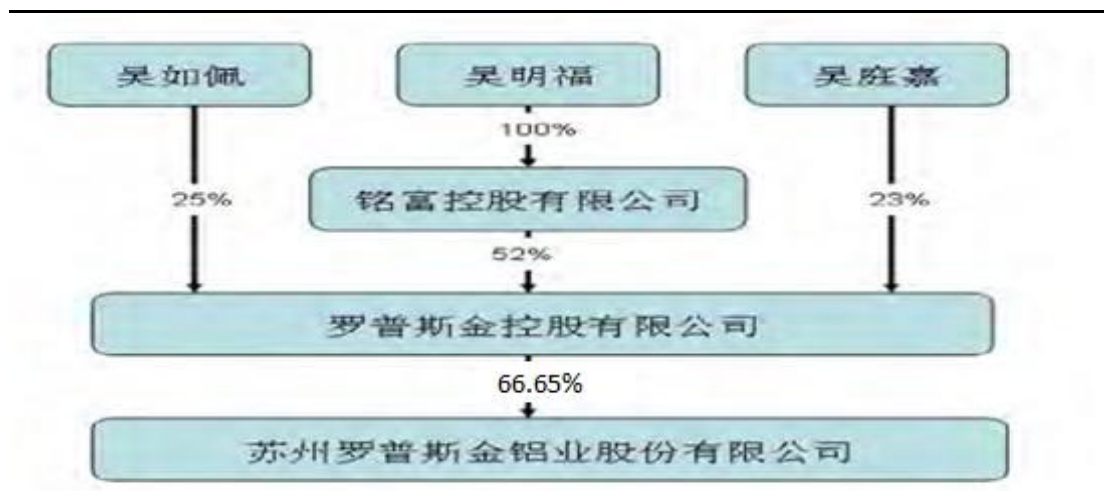 吴如佩
吴明福
吴庭嘉
100%
25%
铭富控股有限公司
23%
52%
罗普斯金控股有限公司
66.65%
苏州罗普斯金铝业股份有限公司